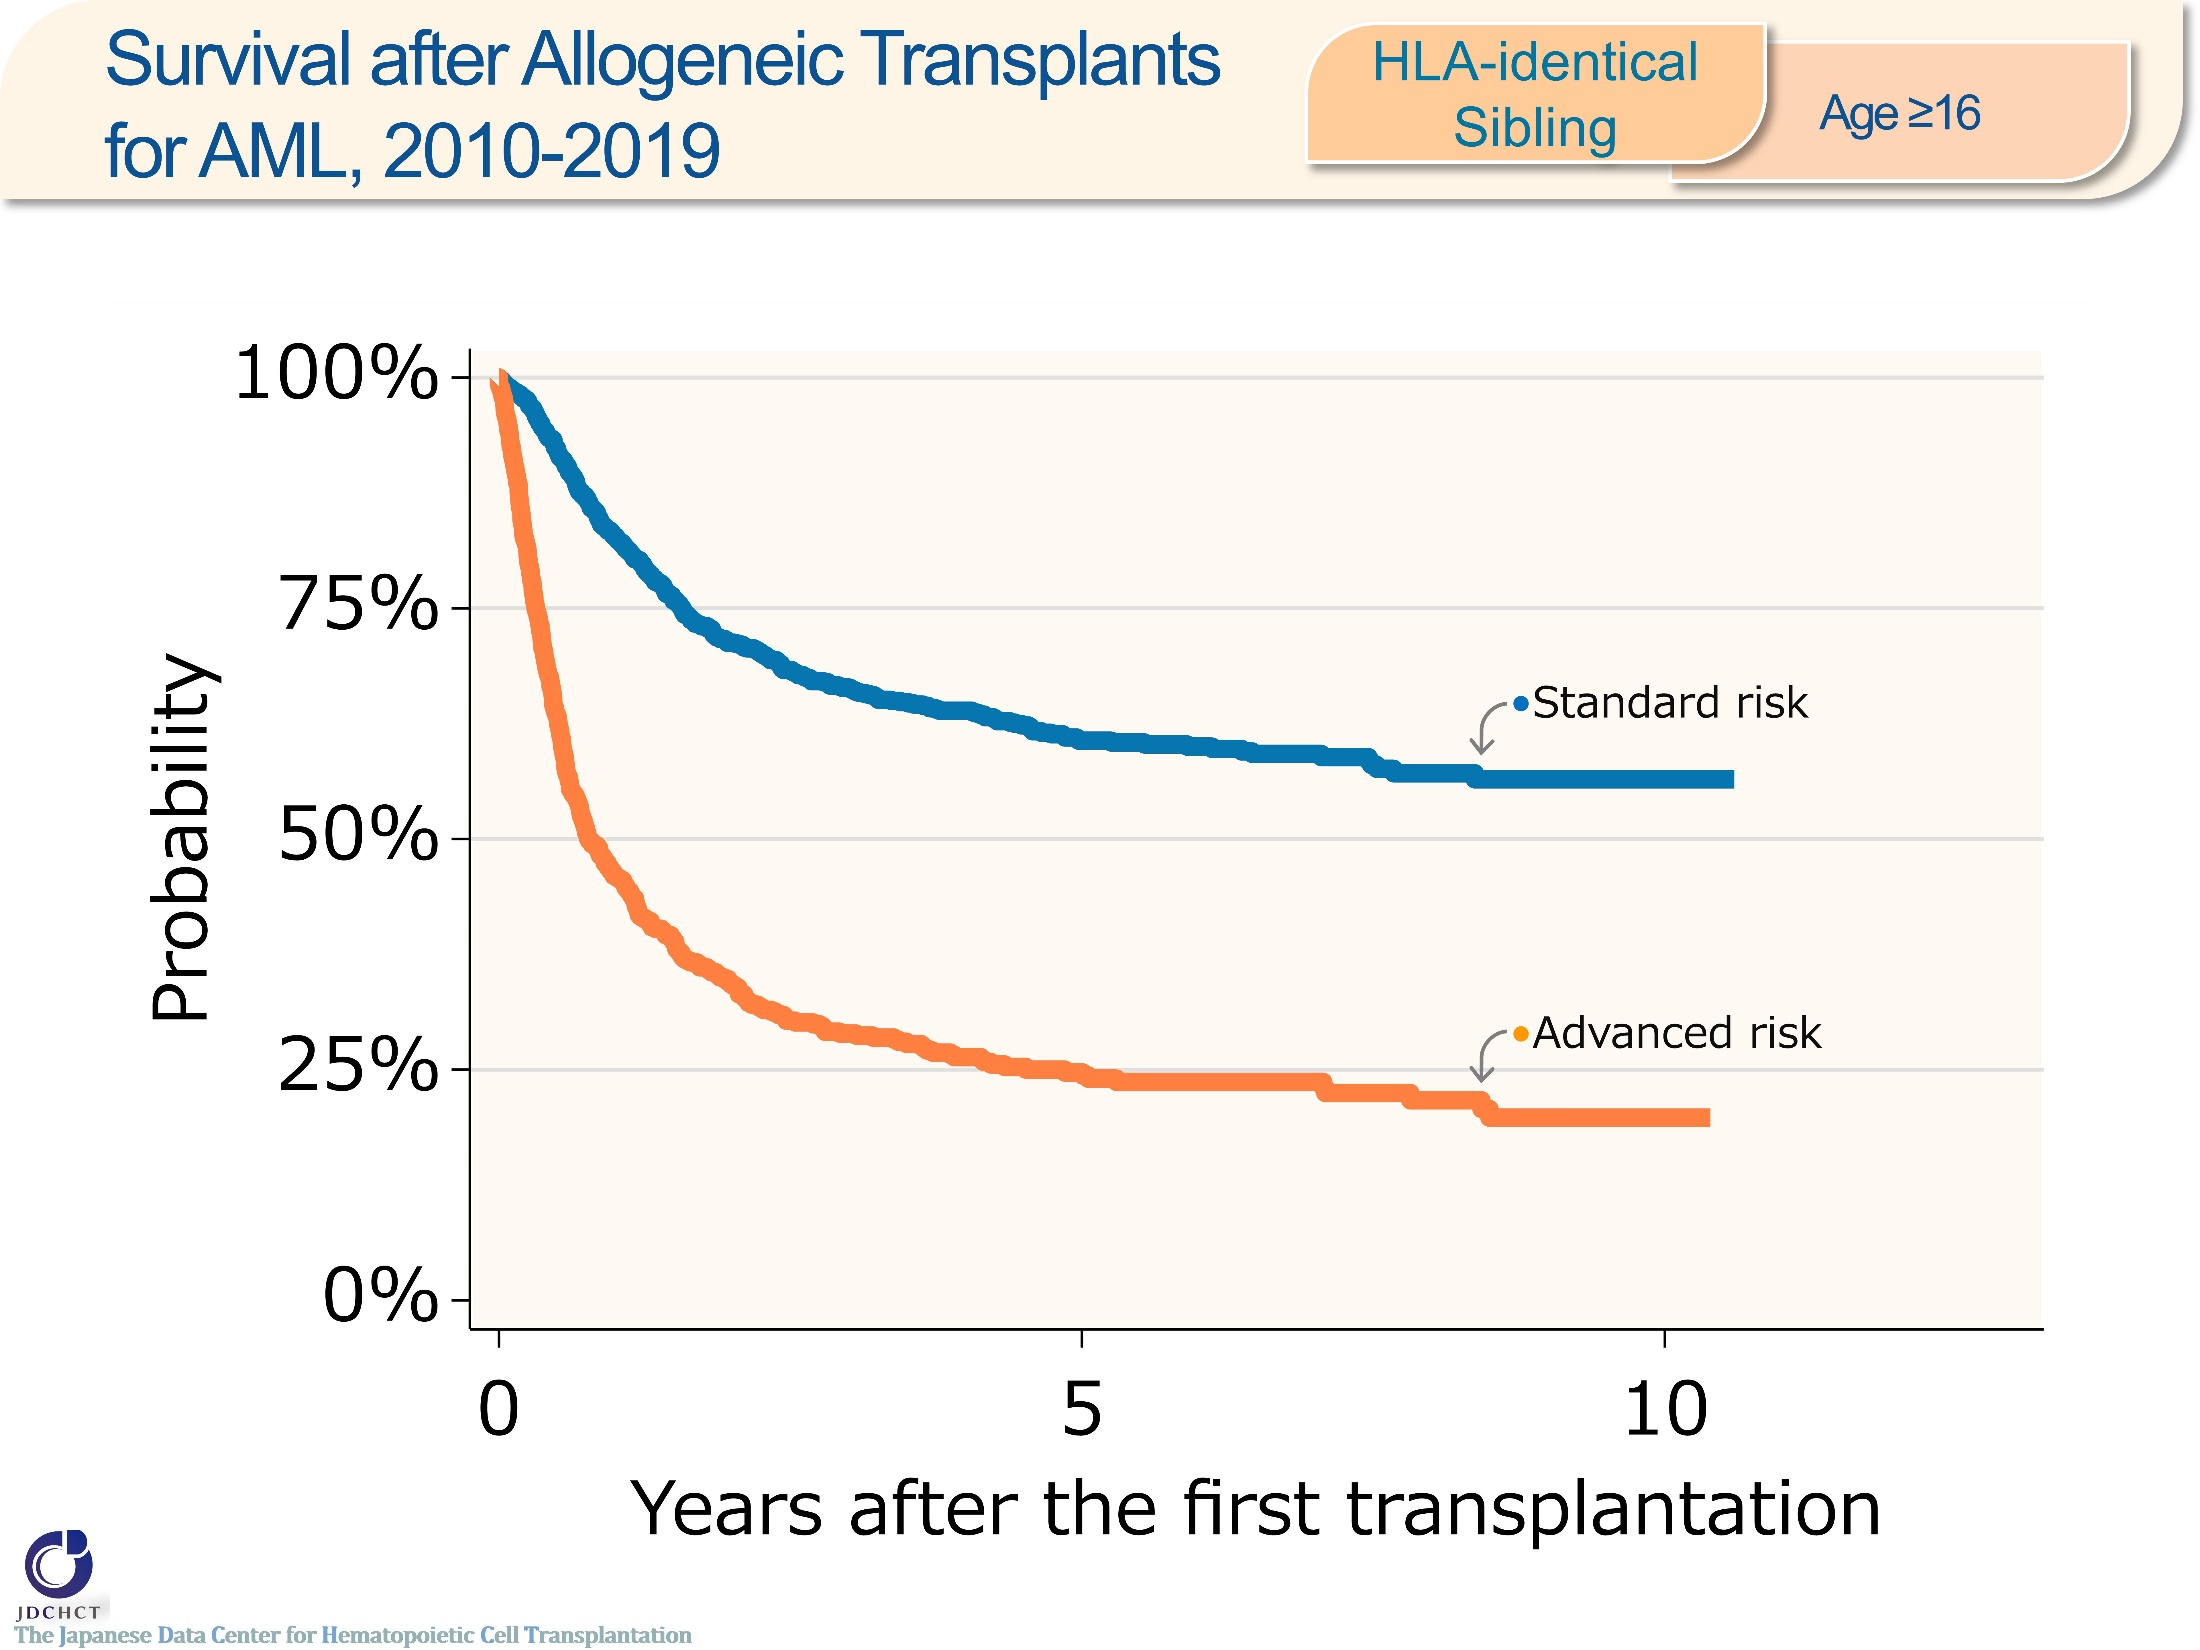 Survival after Allogeneic Transplants
for AML, 2010-2019
HLA-identical
Sibling
Age ≥16
100%
75%
50%
25%
0%
Probability
Standard risk
Advanced risk
0 5 10
Years after the first transplantation
JDCHCT
The Japanese Data Center for Hematopoietic Cell Transplantation